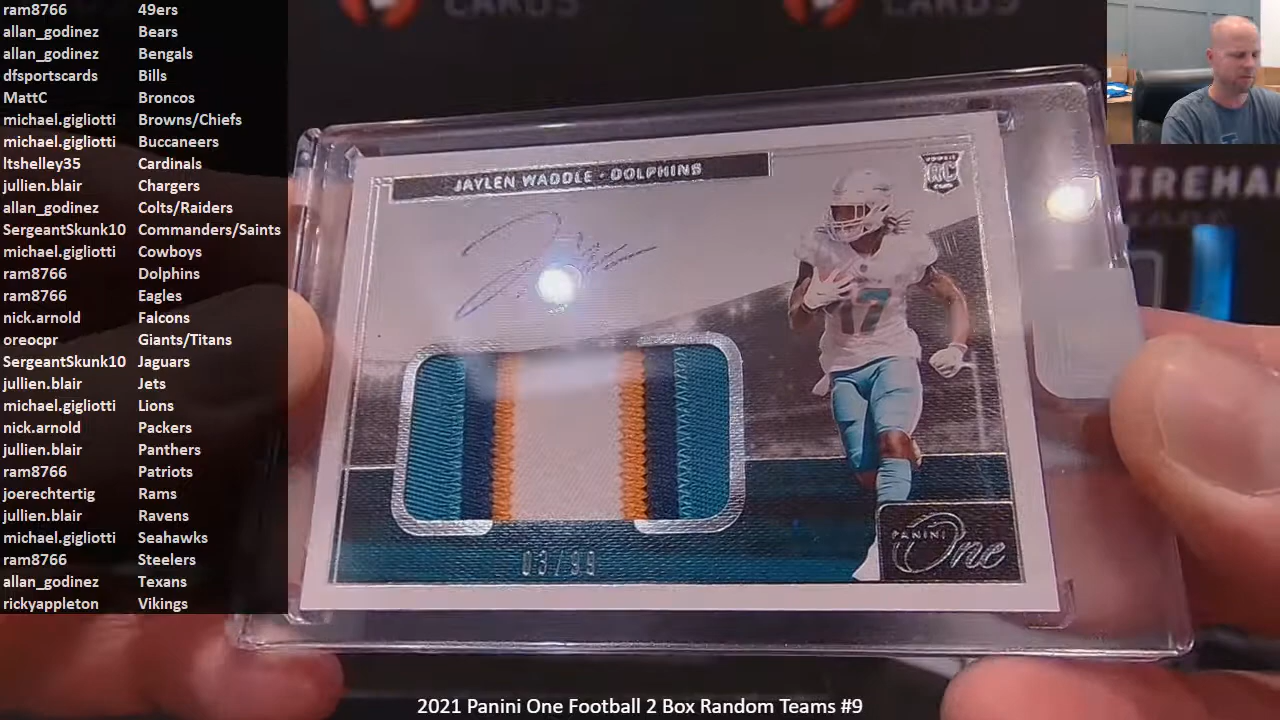 ram8766 49ers
allan_godinez Bears
allan_godinez Bengals
dfsportscards Bills
MattC Broncos
michael.gigliotti Browns/Chiefs
michael.gigliotti Buccaneers
ltshelley35 Cardinals
jullien.blair Chargers
allan_godinez Colts/Raiders
SergeantSkunk10 Commanders/Saints
michael.gigliotti Cowboys
ram8766 Dolphins
ram8766 Eagles
nick.arnold Falcons
oreocpr Giants/Titans
SergeantSkunk10 Jaguars
jullien.blair Jets
michael.gigliotti Lions
nick.arnold Packers
jullien.blair Panthers
ram8766 Patriots
joerechtertig Rams
jullien.blair Ravens
michael.gigliotti Seahawks
ram8766 Steelers
allan_godinez Texans
rickyappleton Vikings
CARDS
CARDS
JAYLEN WADDLE • DOLPHINS
RC
17
03/99
PANINI
One
2021 Panini One Football 2 Box Random Teams #9